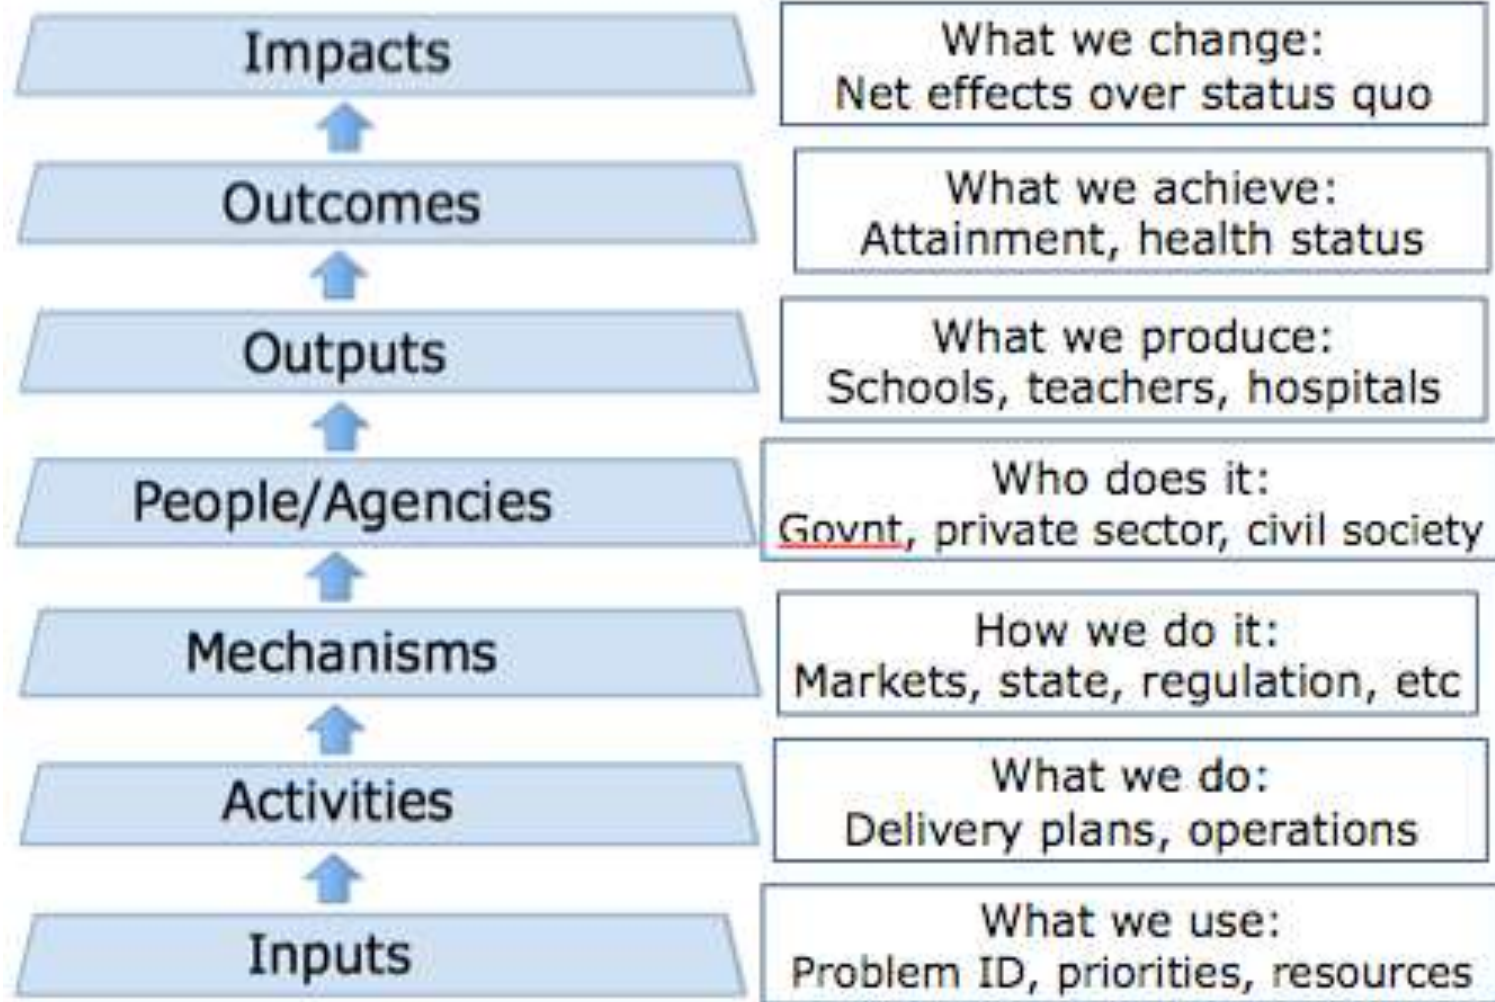 Impacts
What we change:
Net effects over status quo
Outcomes
What we achieve:
Attainment, health status
Outputs
What we produce:
Schools, teachers, hospitals
People/Agencies
Who does it:
Govnt, private sector, civil society
Mechanisms
How we do it:
Markets, state, regulation, etc
Activities
What we do:
Delivery plans, operations
Inputs
What we use:
Problem ID, priorities, resources